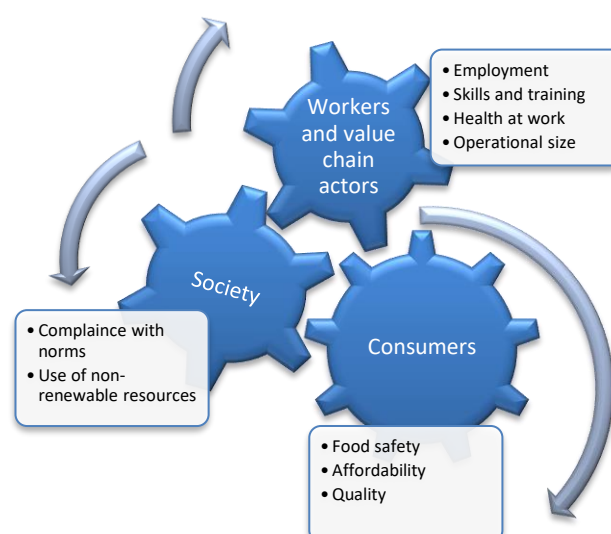 Workers
and value
chain
actors
• Employment
• Skills and training
• Health at work
• Operational size
Society
• Complaince with
norms
• Use of non-
renewable resources
Consumers
• Food safety
• Affordability
• Quality